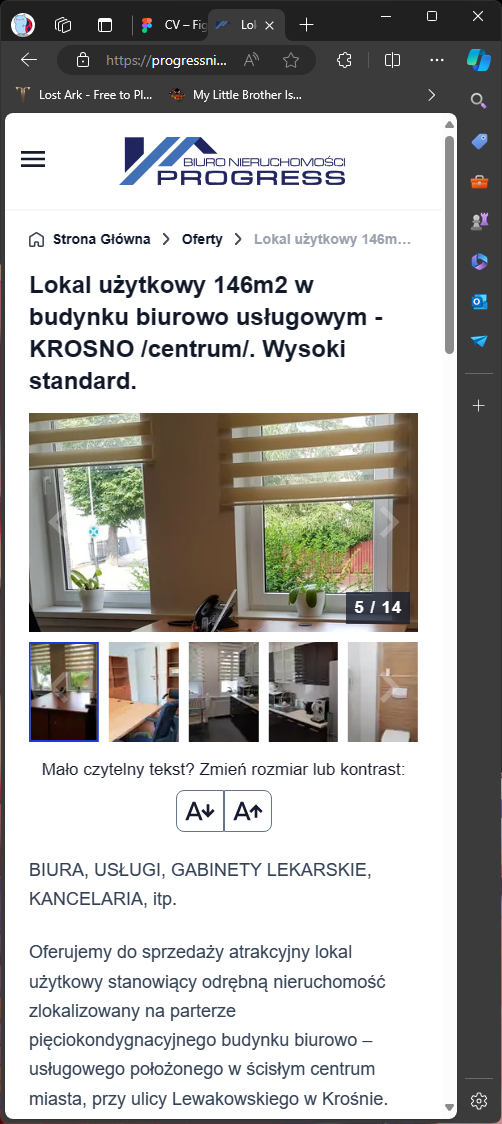 CV – Fig
Lo
https://progressni...
Lost Ark - Free to Pl...
My Little Brother Is...
BIURO NIERUCHOMOŚCI
PROGRESS
Strona Główna > Oferty > Lokal użytkowy 146m...
Lokal użytkowy 146m2 w
budynku biurowo usługowym -
KROSNO /centrum/. Wysoki
standard.
5 / 14
Mało czytelny tekst? Zmień rozmiar lub kontrast:
A A
BIURA, USŁUGI, GABINETY LEKARSKIE,
KANCELARIA, itp.
Oferujemy do sprzedaży atrakcyjny lokal
użytkowy stanowiący odrębną nieruchomość
zlokalizowany na parterze
pięciokondygnacyjnego budynku biurowo –
usługowego położonego w ścisłym centrum
miasta, przy ulicy Lewakowskiego w Krośnie.